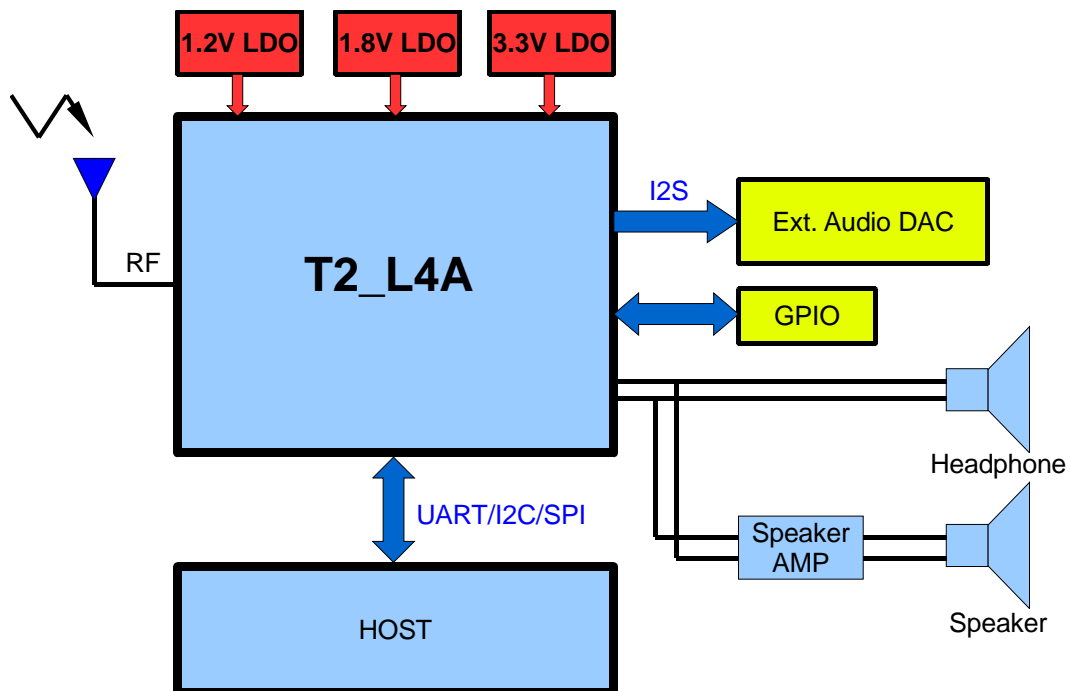 1.2V LDO
1.8V LDO
3.3V LDO
I2S
Ext. Audio DAC
RF
T2_L4A
GPIO
Headphone
UART/I2C/SPI
Speaker
AMP
HOST
Speaker